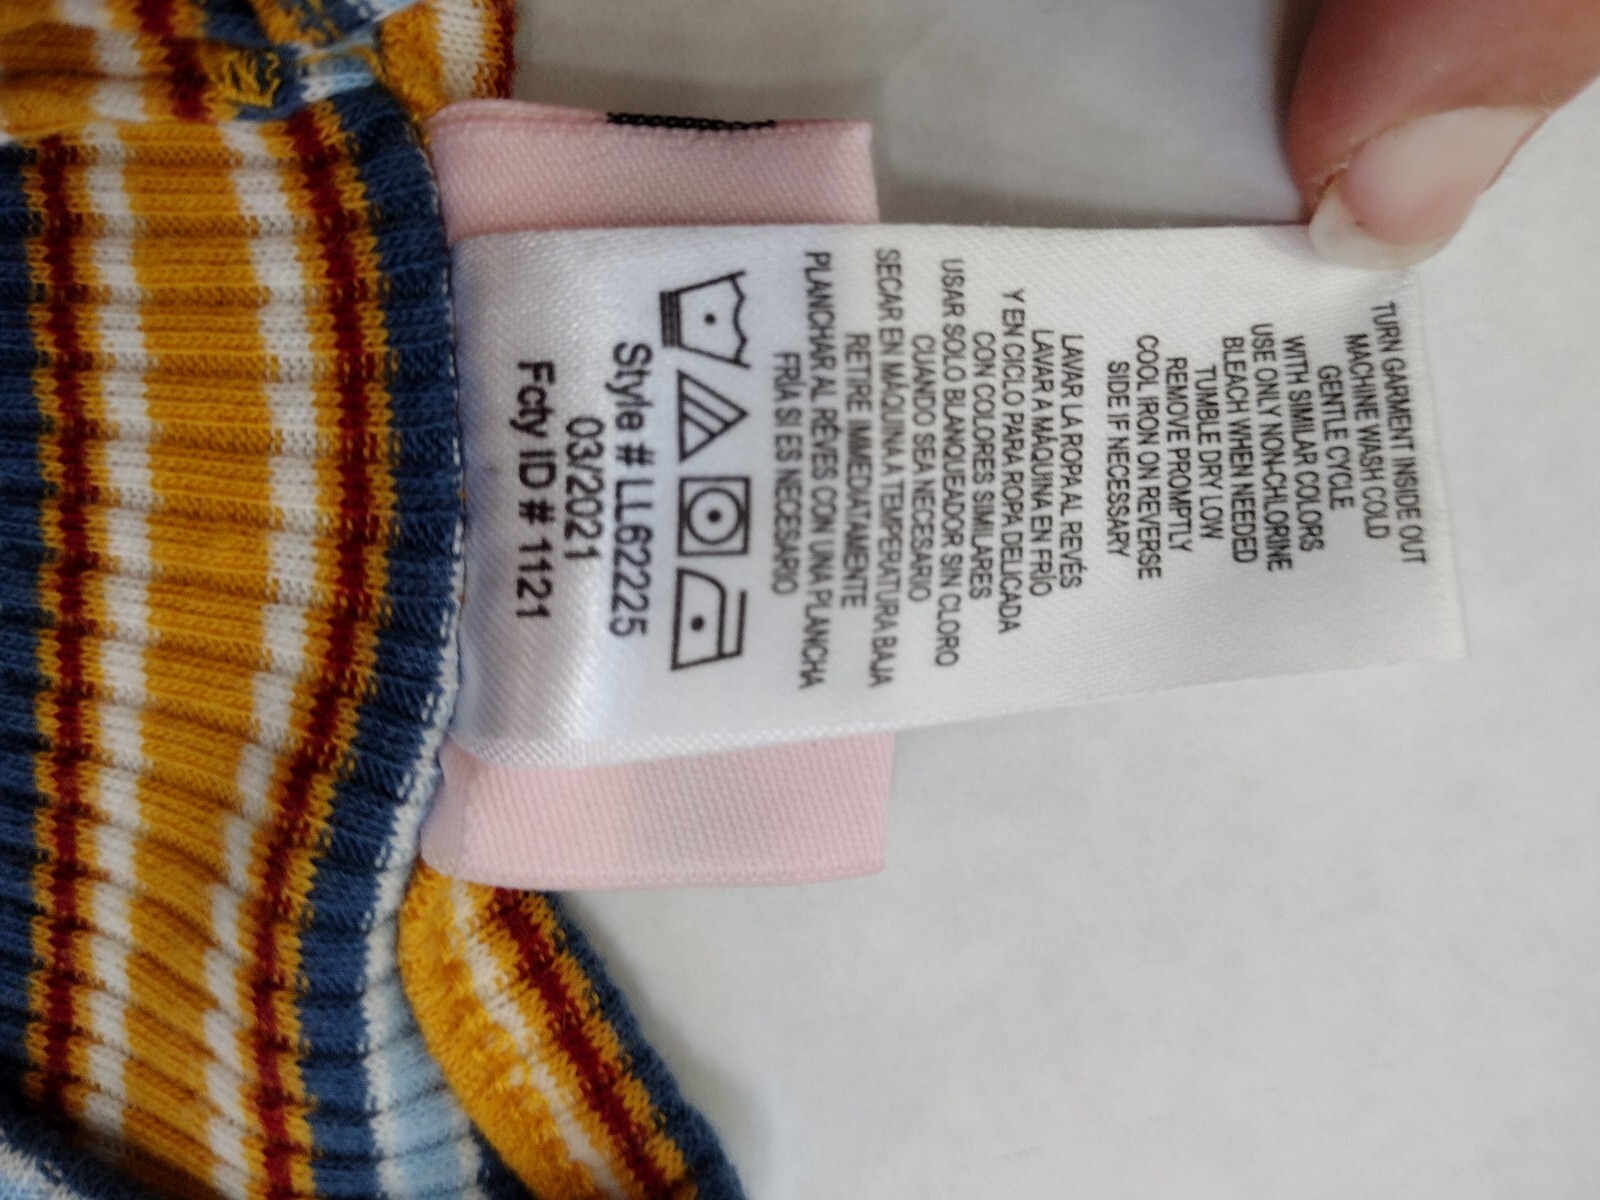 TURN GARMENT INSIDE OUT
MACHINE WASH COLD
GENTLE CYCLE
WITH SIMILAR COLORS
USE ONLY NON-CHLORINE
BLEACH WHEN NEEDED
TUMBLE DRY LOW
REMOVE PROMPTLY
COOL IRON ON REVERSE
SIDE IF NECESSARY
LAVAR LA ROPA AL REVÉS
LAVAR A MÁQUINA EN FRÍO
Y EN CICLO PARA ROPA DELICADA
CON COLORES SIMILARES
USAR SOLO BLANQUEADOR SIN CLORO
CUANDO SEA NECESARIO
SECAR EN MÁQUINA A TEMPERATURA BAJA
RETIRE IMMEDIATAMENTE
PLANCHAR AL RÉVES CON UNA PLANCHA
FRÍA SI ES NECESARIO
Style # LL62225
03/2021
Fcty ID # 1121